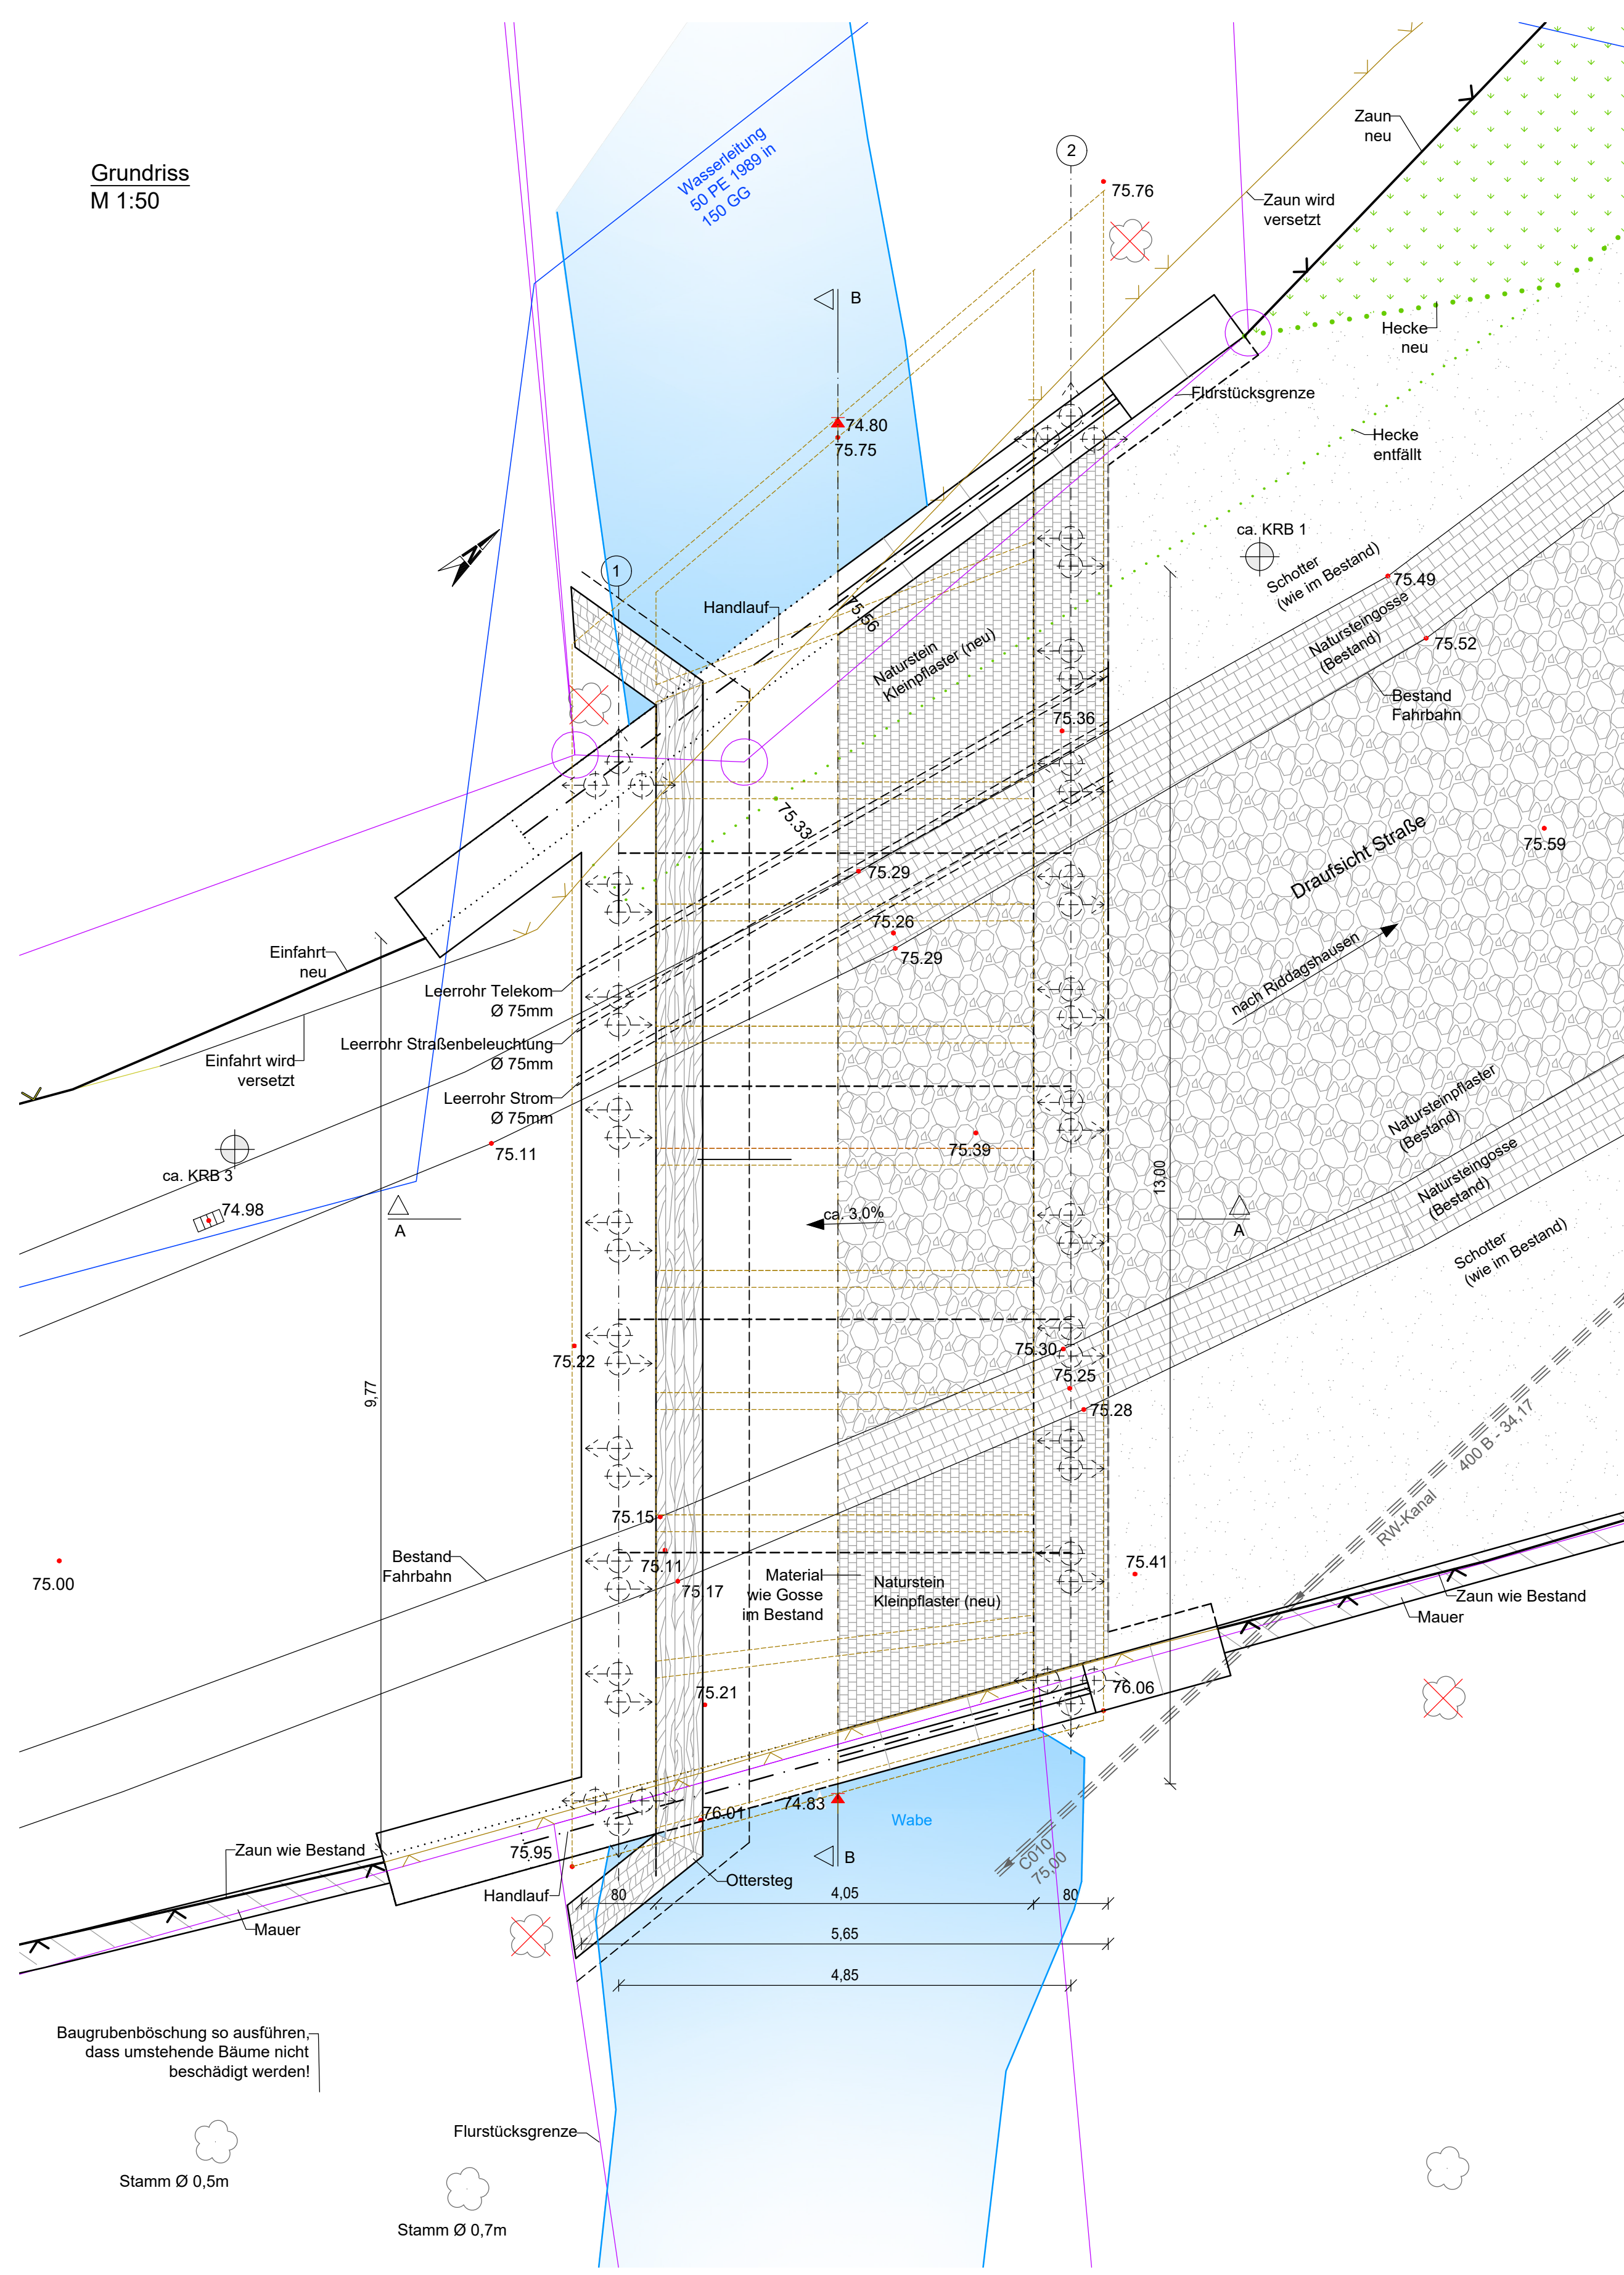 Grundriss
M 1:50
Wasserleitung
50 PE 1989 in
150 GG
2
75.76
Zaun
neu
Zaun wird
versetzt
B
Hecke
neu
Flurstücksgrenze
74.80
75.75
Hecke
entfällt
N
1
ca. KRB 1
Schotter
(wie im Bestand)
75.49
Handlauf
75.56
Natursteingosse
(Bestand)
75.52
Naturstein
Kleinpflaster (neu)
Bestand
Fahrbahn
75.36
75.33
75.59
Draufsicht Straße
75.29
75.26
75.29
nach Riddagshausen
Einfahrt
neu
Leerrohr Telekom
Ø 75mm
Leerrohr Straßenbeleuchtung
Ø 75mm
Einfahrt wird
versetzt
Leerrohr Strom
Ø 75mm
75.11
75.39
Natursteinpflaster
(Bestand)
ca. KRB 3
74.98
A
ca. 3,0%
13,00
A
Natursteingosse
(Bestand)
Schotter
(wie im Bestand)
75.22
75.30
75.25
75.28
9,77
400 B - 34,17
RW-Kanal
75.15
75.11
75.17
75.00
Bestand
Fahrbahn
Material
wie Gosse
im Bestand
Naturstein
Kleinpflaster (neu)
75.41
Zaun wie Bestand
Mauer
75.21
76.06
76.01
74.83
Wabe
75.95
Zaun wie Bestand
B
C010
75,00
Ottersteg
Handlauf
80
4,05
80
Mauer
5,65
4,85
Baugrubenböschung so ausführen,
dass umstehende Bäume nicht
beschädigt werden!
Flurstücksgrenze
Stamm Ø 0,5m
Stamm Ø 0,7m